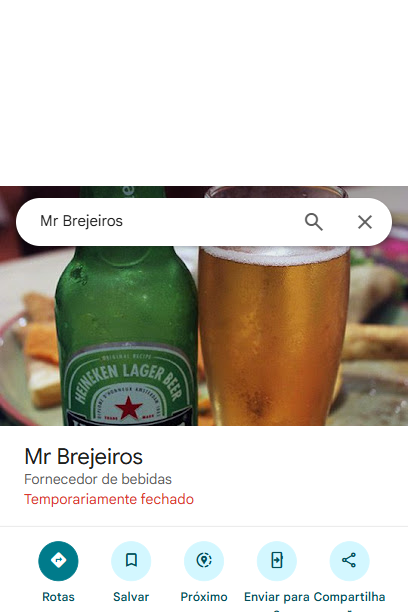 Mr Brejeiros
ORIGINAL RECIPE
HEINEKEN LAGER BEER
Mr Brejeiros
Fornecedor de bebidas
Temporariamente fechado
Rotas
Salvar
Próximo
Enviar para
Compartilha